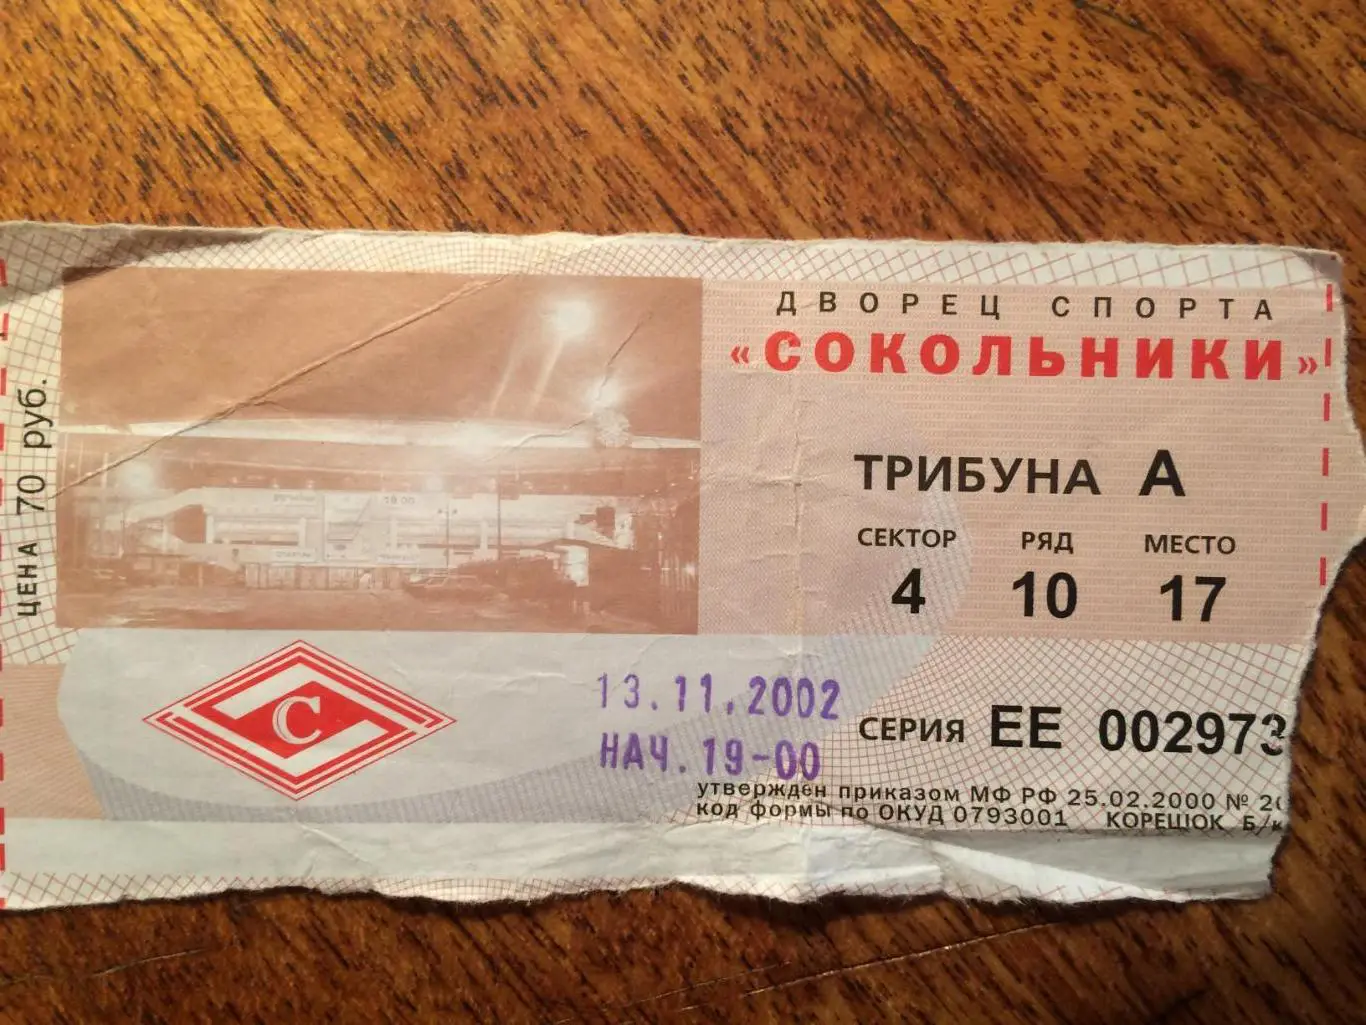 ДВОРЕЦ СПОРТА
«СОКОЛЬНИКИ»
ЦЕНА 70 руб.
ТРИБУНА А
СЕКТОР РЯД МЕСТО
4 10 17
С
13.11.2002
НАЧ. 19-00
СЕРИЯ ЕЕ 002973
утвержден приказом МФ РФ 25.02.2000 №
код формы по ОКУД 0793001 КОРЕШОК